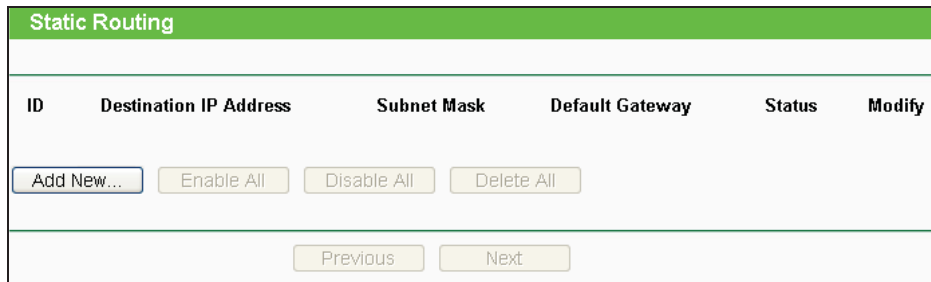 Static Routing
ID Destination IP Address Subnet Mask Default Gateway Status Modify
Add New... Enable All Disable All Delete All
Previous Next